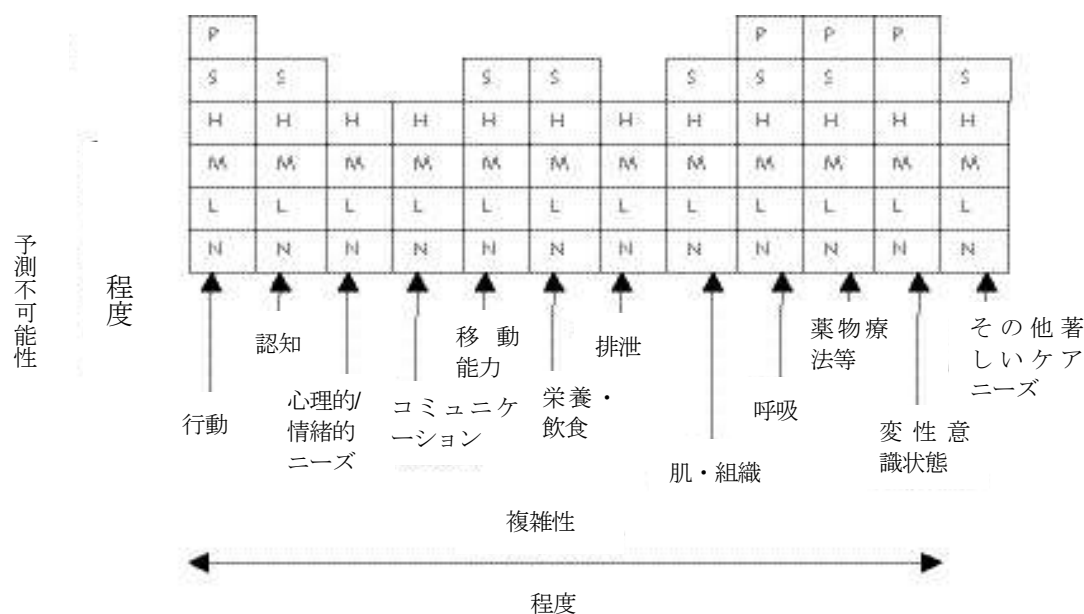 P P P P
S S S S S S S S
H H H H H H H H H H H H
M M M M M M M M M M M M
L L L L L L L L L L L L
N N N N N N N N N N N N
予測不可能性
程度
行動
認知
心理的/
情緒的
ニーズ
コミュニケ
ーション
移動
能力
栄養・
飲食
排泄
肌・組織
呼吸
薬物療
法等
変性意
識状態
その他著
しいケア
ニーズ
複雑性
程度